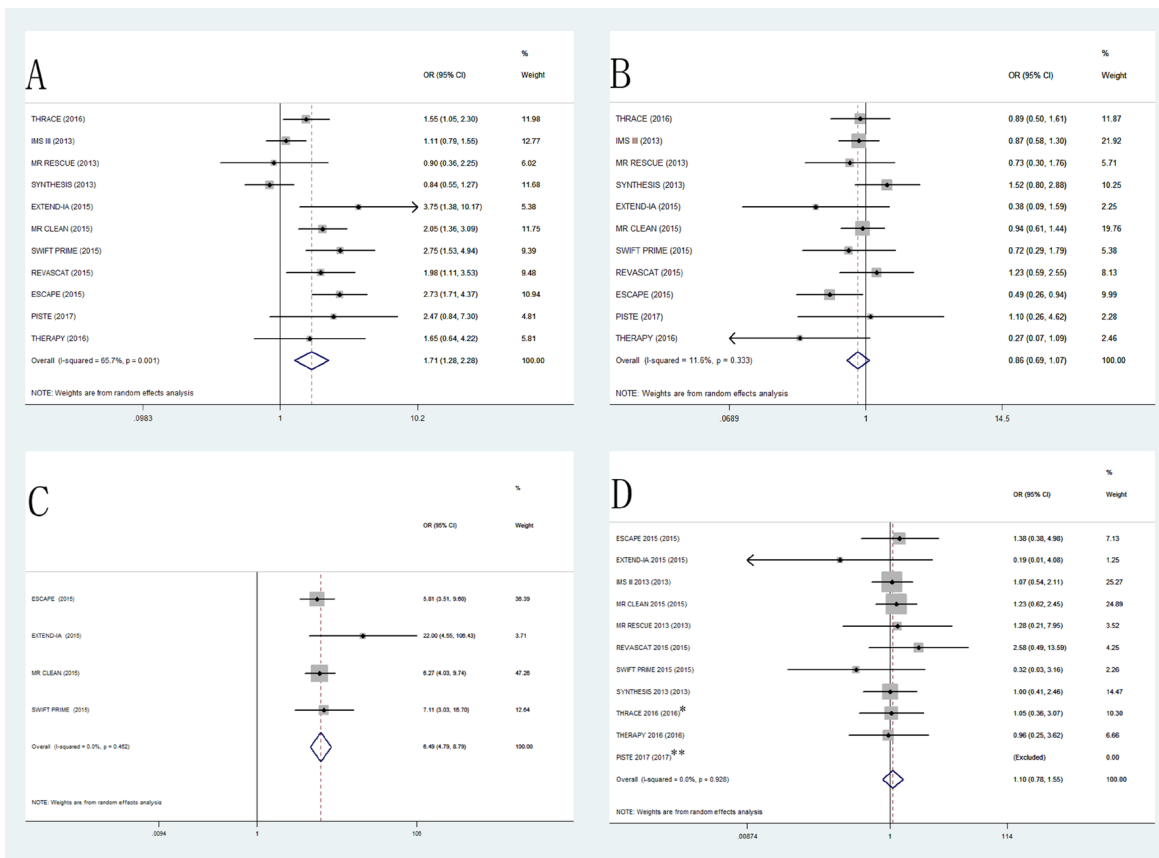 A
%
OR (95% CI) Weight
THRACE (2016) 1.55 (1.05, 2.30) 11.98
IMS III (2013) 1.11 (0.79, 1.55) 12.77
MR RESCUE (2013) 0.90 (0.36, 2.25) 6.02
SYNTHESIS (2013) 0.84 (0.55, 1.27) 11.68
EXTEND-IA (2015) 3.75 (1.38, 10.17) 5.38
MR CLEAN (2015) 2.05 (1.36, 3.09) 11.75
SWIFT PRIME (2015) 2.75 (1.53, 4.94) 9.39
REVASCAT (2015) 1.98 (1.11, 3.53) 9.48
ESCAPE (2015) 2.73 (1.71, 4.37) 10.94
PISTE (2017) 2.47 (0.84, 7.30) 4.81
THERAPY (2016) 1.65 (0.64, 4.22) 5.81
Overall (I-squared = 65.7%, p = 0.001) 1.71 (1.28, 2.28) 100.00
NOTE: Weights are from random effects analysis
.0983 1 10.2
B
%
OR (95% CI) Weight
THRACE (2016) 0.89 (0.50, 1.61) 11.87
IMS III (2013) 0.87 (0.58, 1.30) 21.92
MR RESCUE (2013) 0.73 (0.30, 1.76) 5.71
SYNTHESIS (2013) 1.52 (0.80, 2.88) 10.25
EXTEND-IA (2015) 0.38 (0.09, 1.59) 2.25
MR CLEAN (2015) 0.94 (0.61, 1.44) 19.76
SWIFT PRIME (2015) 0.72 (0.29, 1.79) 5.38
REVASCAT (2015) 1.23 (0.59, 2.55) 8.13
ESCAPE (2015) 0.49 (0.26, 0.94) 9.99
PISTE (2017) 1.10 (0.26, 4.62) 2.28
THERAPY (2016) 0.27 (0.07, 1.09) 2.46
Overall (I-squared = 11.6%, p = 0.333) 0.86 (0.69, 1.07) 100.00
NOTE: Weights are from random effects analysis
.0689 1 14.5
C
%
OR (95% CI) Weight
ESCAPE (2015) 5.81 (3.51, 9.60) 36.39
EXTEND-IA (2015) 22.00 (4.55, 106.43) 3.71
MR CLEAN (2015) 6.27 (4.03, 9.74) 47.26
SWIFT PRIME (2015) 7.11 (3.03, 16.70) 12.64
Overall (I-squared = 0.0%, p = 0.462) 6.49 (4.79, 8.79) 100.00
NOTE: Weights are from random effects analysis
.0094 1 106
D
%
OR (95% CI) Weight
ESCAPE 2015 (2015) 1.38 (0.38, 4.98) 7.13
EXTEND-IA 2015 (2015) 0.19 (0.01, 4.08) 1.25
IMS III 2013 (2013) 1.07 (0.54, 2.11) 25.27
MR CLEAN 2015 (2015) 1.23 (0.62, 2.45) 24.89
MR RESCUE 2013 (2013) 1.28 (0.21, 7.95) 3.52
REVASCAT 2015 (2015) 2.58 (0.49, 13.59) 4.25
SWIFT PRIME 2015 (2015) 0.32 (0.03, 3.16) 2.26
SYNTHESIS 2013 (2013) 1.00 (0.41, 2.46) 14.47
THRACE 2016 (2016)* 1.05 (0.36, 3.07) 10.30
THERAPY 2016 (2016) 0.96 (0.25, 3.62) 6.66
PISTE 2017 (2017)** (Excluded) 0.00
Overall (I-squared = 0.0%, p = 0.928) 1.10 (0.78, 1.55) 100.00
NOTE: Weights are from random effects analysis
.00874 1 114